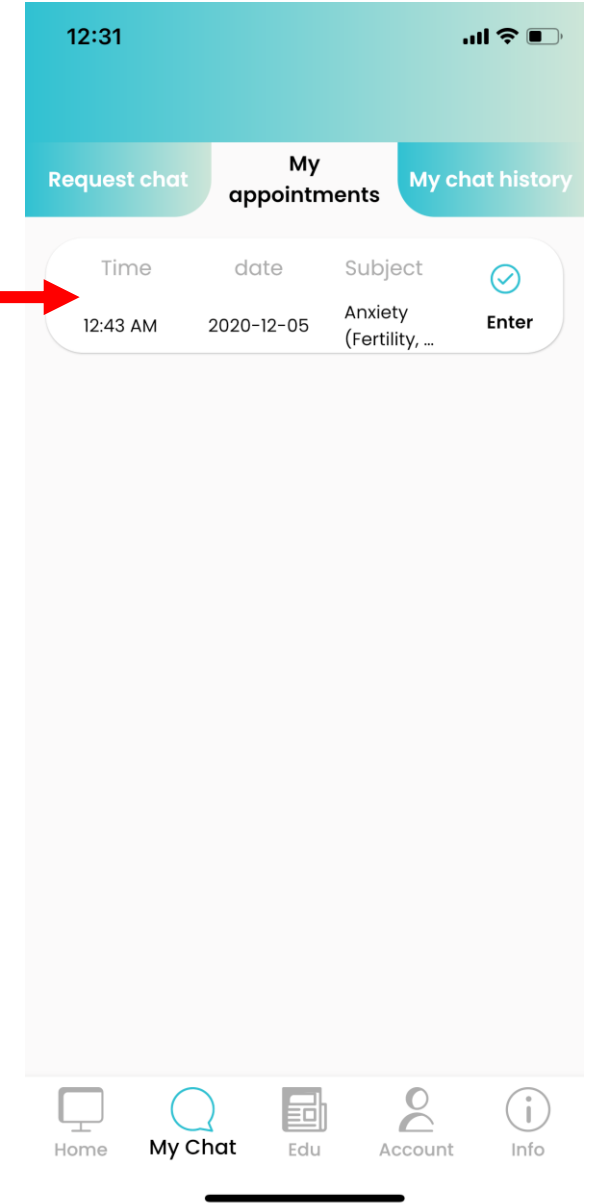 12:31
Request chat
My
appointments
My chat history
Time date Subject
12:43 AM 2020-12-05 Anxiety
(Fertility, ...
Enter
Home My Chat Edu Account Info